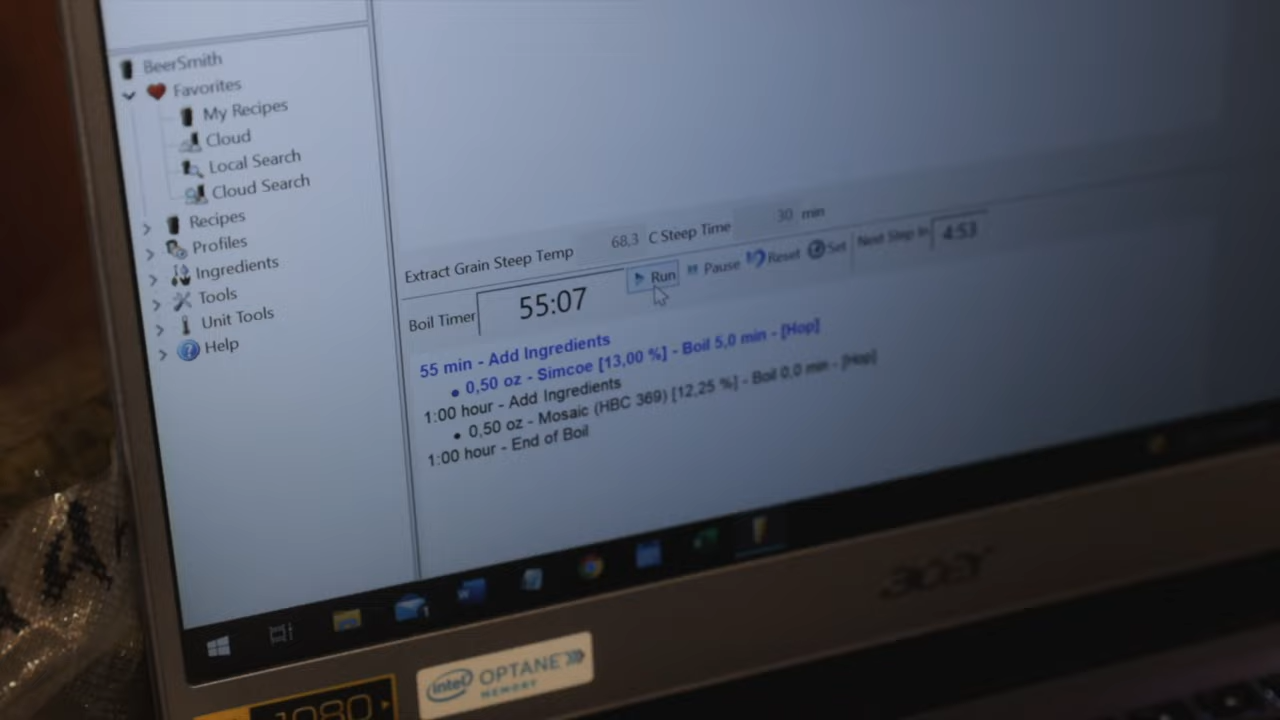 BeerSmith
Favorites
My Recipes
Cloud
Local Search
Cloud Search
Recipes
Profiles
Ingredients
Tools
Unit Tools
Help
Extract Grain Steep Temp 68,3 C Steep Time 30 min
Boil Timer 55:07 Run Pause Reset Set Next Step In 4:53
55 min - Add Ingredients
• 0,50 oz - Simcoe [13,00 %] - Boil 5,0 min - [Hop]
1:00 hour - Add Ingredients
• 0,50 oz - Mosaic (HBC 369) [12,25 %] - Boil 0,0 min - [Hop]
1:00 hour - End of Boil
acer
intel OPTANE
MEMORY
1080